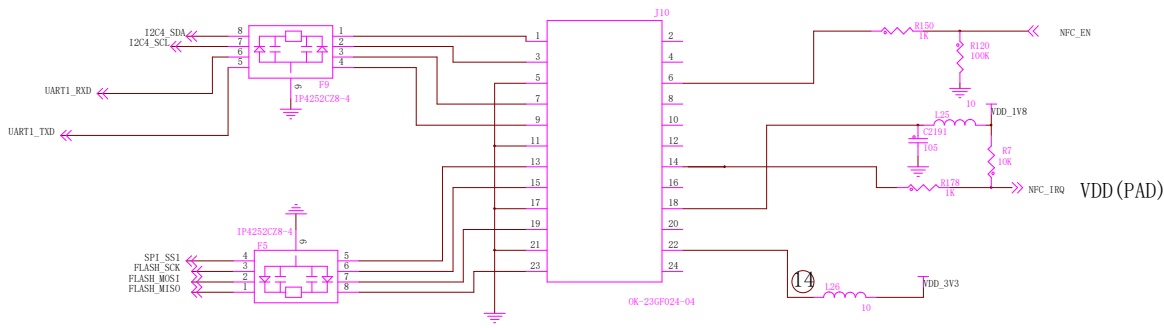 J10
I2C4_SDA 8 1
I2C4_SCL 7 2
6 3
5 4
UART1_RXD
UART1_TXD
9
F9
IP4252CZ8-4
1 2
3 4
5 6
7 8
9 10
11 12
13 14
15 16
17 18
19 20
21 22
23 24
OK-23GF024-04
R150
1K
NFC_EN
R120
100K
L25
10
VDD_1V8
C2191
105
R7
10K
R178
1K
NFC_IRQ
VDD(PAD)
IP4252CZ8-4
9
F5
SPI_SS1 4 5
FLASH_SCK 3 6
FLASH_MOSI 2 7
FLASH_MISO 1 8
14
L26
10
VDD_3V3